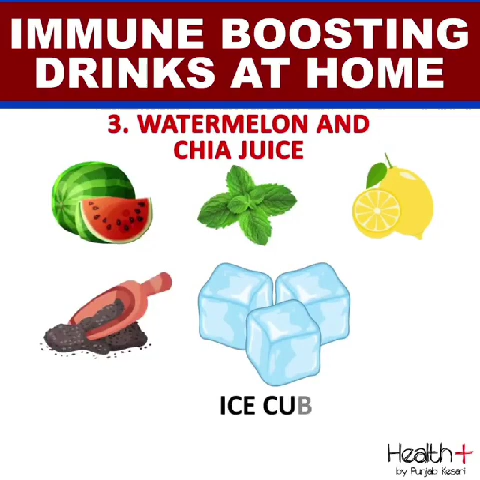 IMMUNE BOOSTING
DRINKS AT HOME
3. WATERMELON AND
CHIA JUICE
ICE CUB
Health+
by Punjab Kesari